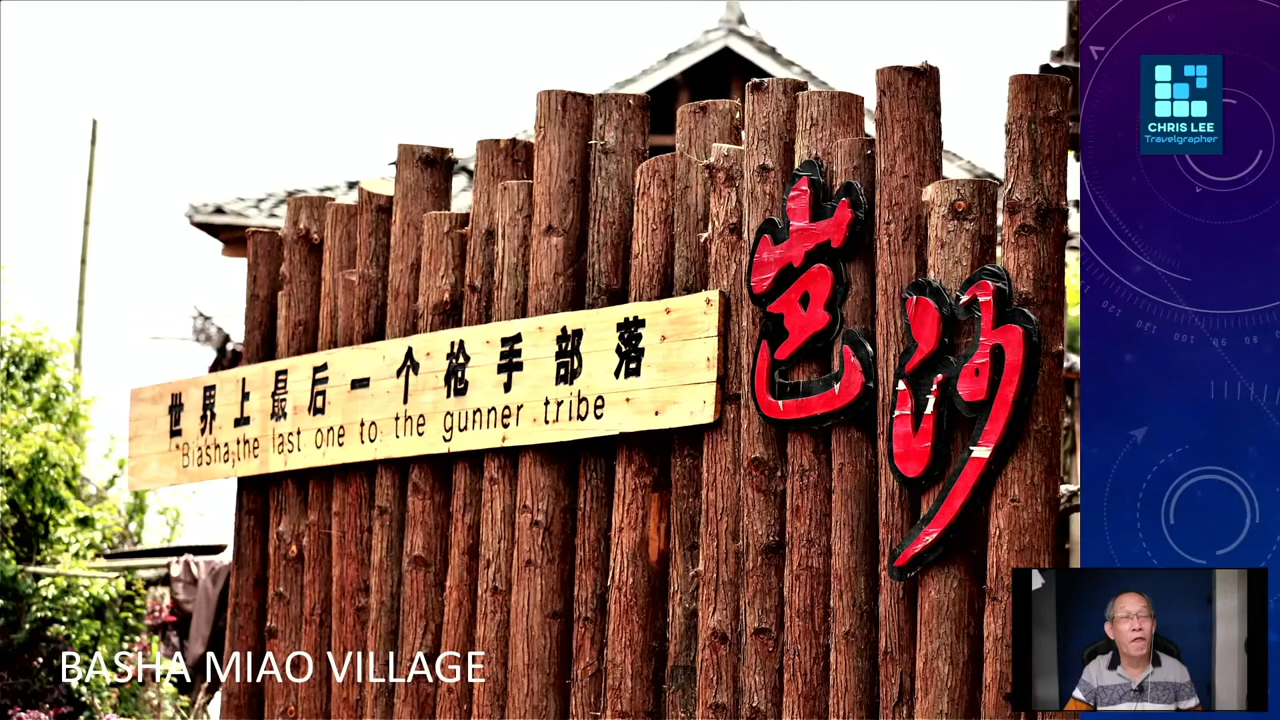 世界上最后一个枪手部落
Biasha,the last one to the gunner tribe
岜沙
BASHA MIAO VILLAGE
CHRIS LEE
Travelgrapher